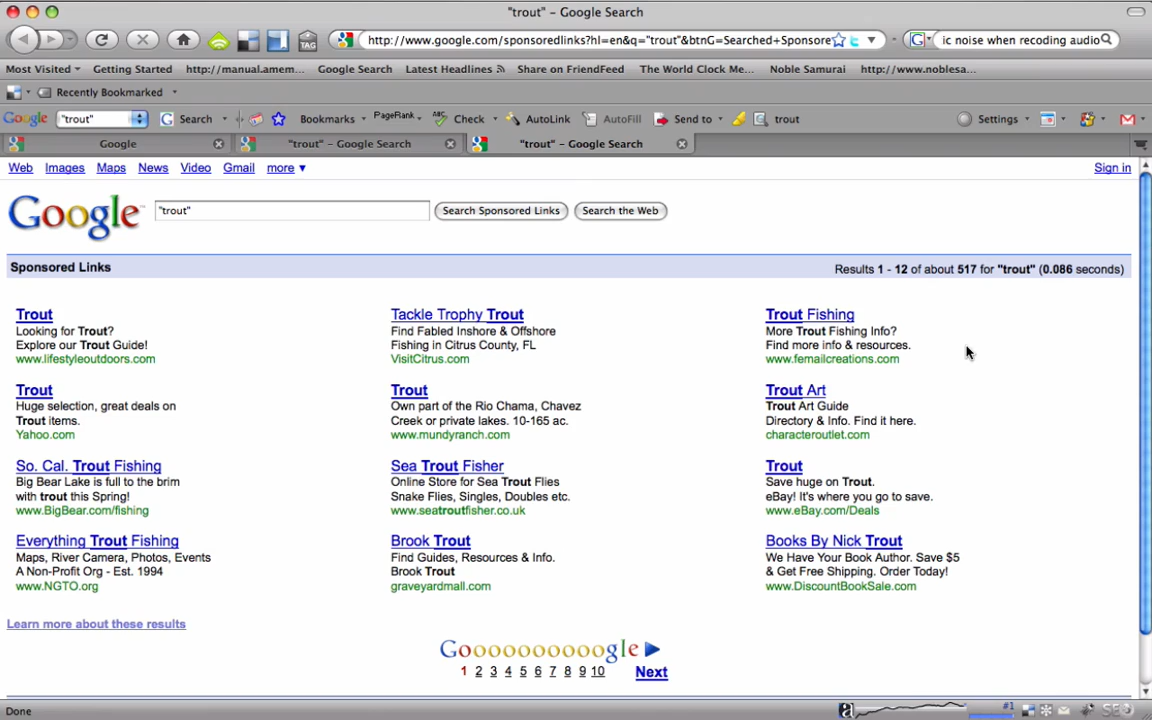 "trout" – Google Search
http://www.google.com/sponsoredlinks?hl=en&q="trout"&btnG=Searched+Sponsore
ic noise when recoding audio
Most Visited Getting Started http://manual.amem... Google Search Latest Headlines Share on FriendFeed The World Clock Me... Noble Samurai http://www.noblesa...
Recently Bookmarked
Google "trout" Search Bookmarks PageRank Check AutoLink AutoFill Send to trout Settings
Google "trout" – Google Search "trout" – Google Search
Web Images Maps News Video Gmail more Sign in
Google "trout" Search Sponsored Links Search the Web
Sponsored Links Results 1 - 12 of about 517 for "trout" (0.086 seconds)
Trout
Looking for Trout?
Explore our Trout Guide!
www.lifestyleoutdoors.com
Tackle Trophy Trout
Find Fabled Inshore & Offshore
Fishing in Citrus County, FL
VisitCitrus.com
Trout Fishing
More Trout Fishing Info?
Find more info & resources.
www.femailcreations.com
Trout
Huge selection, great deals on
Trout items.
Yahoo.com
Trout
Own part of the Rio Chama, Chavez
Creek or private lakes. 10-165 ac.
www.mundyranch.com
Trout Art
Trout Art Guide
Directory & Info. Find it here.
characteroutlet.com
So. Cal. Trout Fishing
Big Bear Lake is full to the brim
with trout this Spring!
www.BigBear.com/fishing
Sea Trout Fisher
Online Store for Sea Trout Flies
Snake Flies, Singles, Doubles etc.
www.seatroutfisher.co.uk
Trout
Save huge on Trout.
eBay! It's where you go to save.
www.eBay.com/Deals
Everything Trout Fishing
Maps, River Camera, Photos, Events
A Non-Profit Org - Est. 1994
www.NGTO.org
Brook Trout
Find Guides, Resources & Info.
Brook Trout
graveyardmall.com
Books By Nick Trout
We Have Your Book Author. Save $5
& Get Free Shipping. Order Today!
www.DiscountBookSale.com
Learn more about these results
Goooooooooogle
1 2 3 4 5 6 7 8 9 10 Next
Done #1